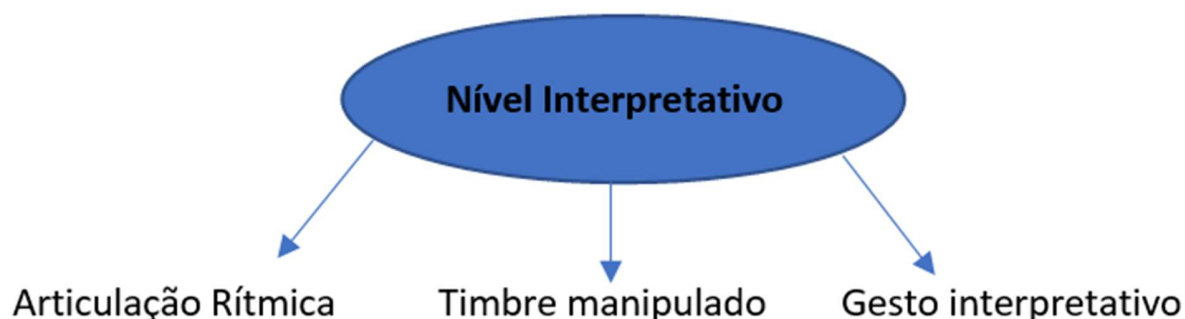 Nível Interpretativo
Articulação Rítmica
Timbre manipulado
Gesto interpretativo